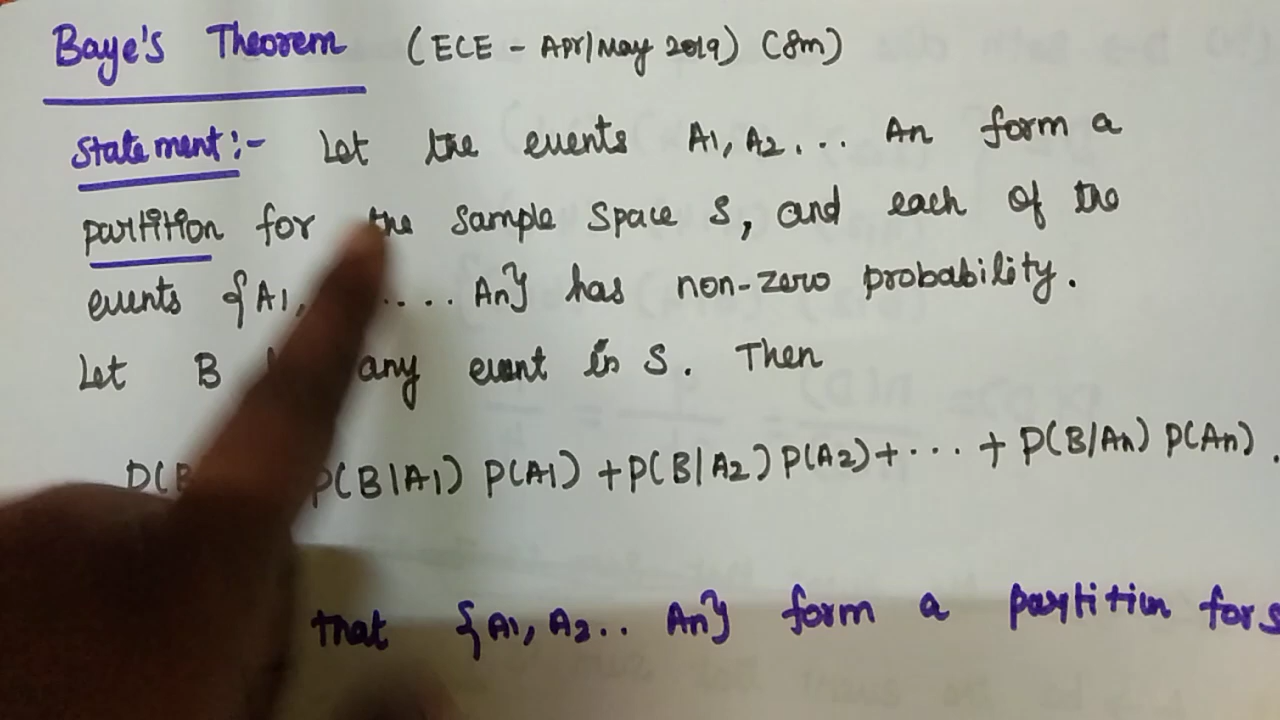 Baye's Theorem (ECE - Apr/May 2019) (8m)
Statement:- Let the events A1, A2... An form a
partition for the sample space S, and each of the
events {A1, .... An} has non-zero probability.
Let B any event in S. Then
P(B P(B|A1) P(A1) + P(B|A2) P(A2) + ... + P(B|An) P(An).
that {A1, A2.. An} form a partition for S